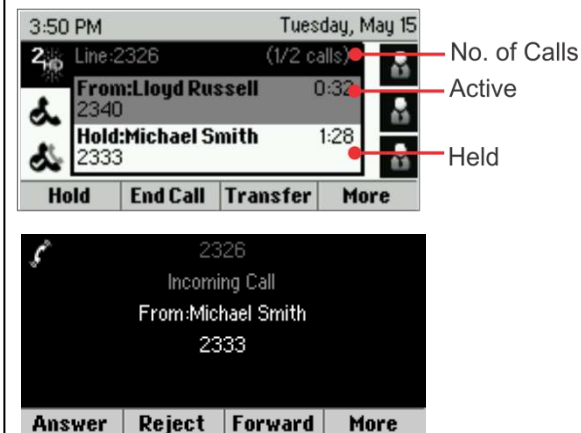 3:50 PM Tuesday, May 15
2HD Line:2326 (1/2 calls) No. of Calls
From:Lloyd Russell 0:32 Active
2340
Hold:Michael Smith 1:28
2333 Held
Hold End Call Transfer More
2326
Incoming Call
From:Michael Smith
2333
Answer Reject Forward More